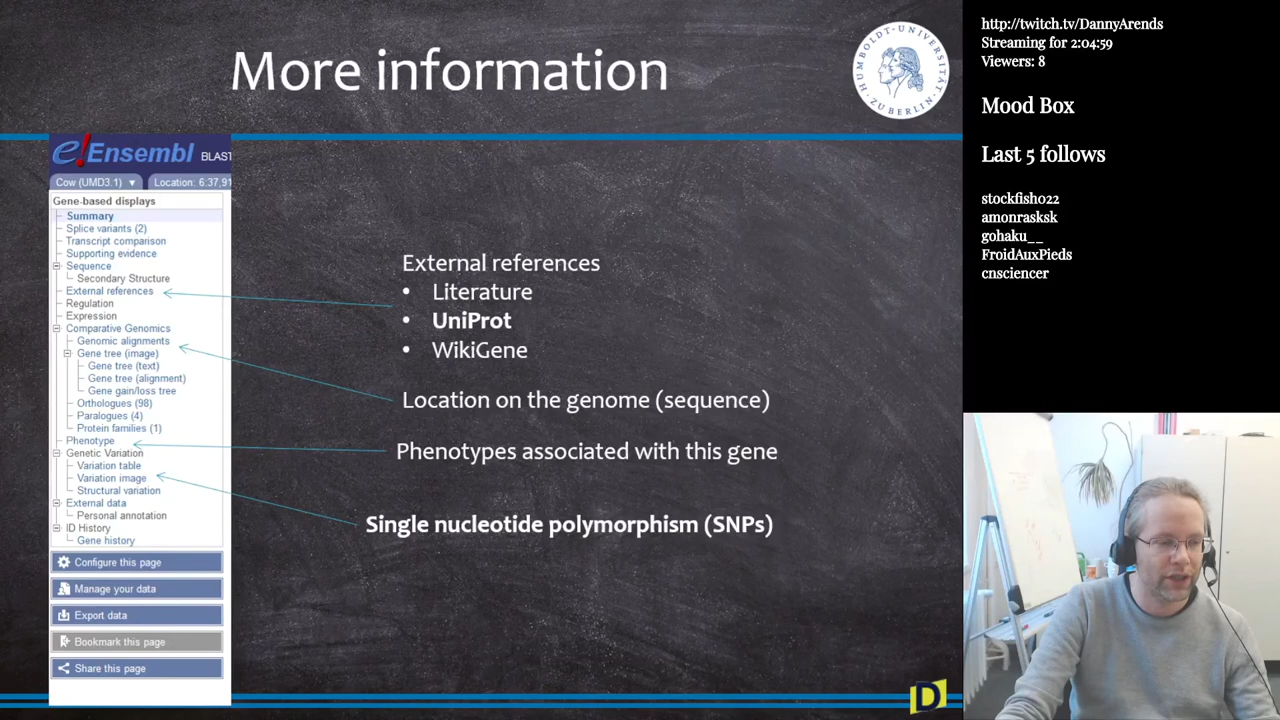 More information
HUMBOLDT-UNIVERSITÄT ZU BERLIN
e!Ensembl BLAST
Cow (UMD3.1) ▼ Location: 6:37,91
Gene-based displays
Summary
Splice variants (2)
Transcript comparison
Supporting evidence
Sequence
Secondary Structure
External references
Regulation
Expression
Comparative Genomics
Genomic alignments
Gene tree (image)
Gene tree (text)
Gene tree (alignment)
Gene gain/loss tree
Orthologues (98)
Paralogues (4)
Protein families (1)
Phenotype
Genetic Variation
Variation table
Variation image
Structural variation
External data
Personal annotation
ID History
Gene history
Configure this page
Manage your data
Export data
Bookmark this page
Share this page
External references
• Literature
• UniProt
• WikiGene
Location on the genome (sequence)
Phenotypes associated with this gene
Single nucleotide polymorphism (SNPs)
D
http://twitch.tv/DannyArends
Streaming for 2:04:59
Viewers: 8
Mood Box
Last 5 follows
stockfish022
amonrasksk
gohaku__
FroidAuxPieds
cnsciencer